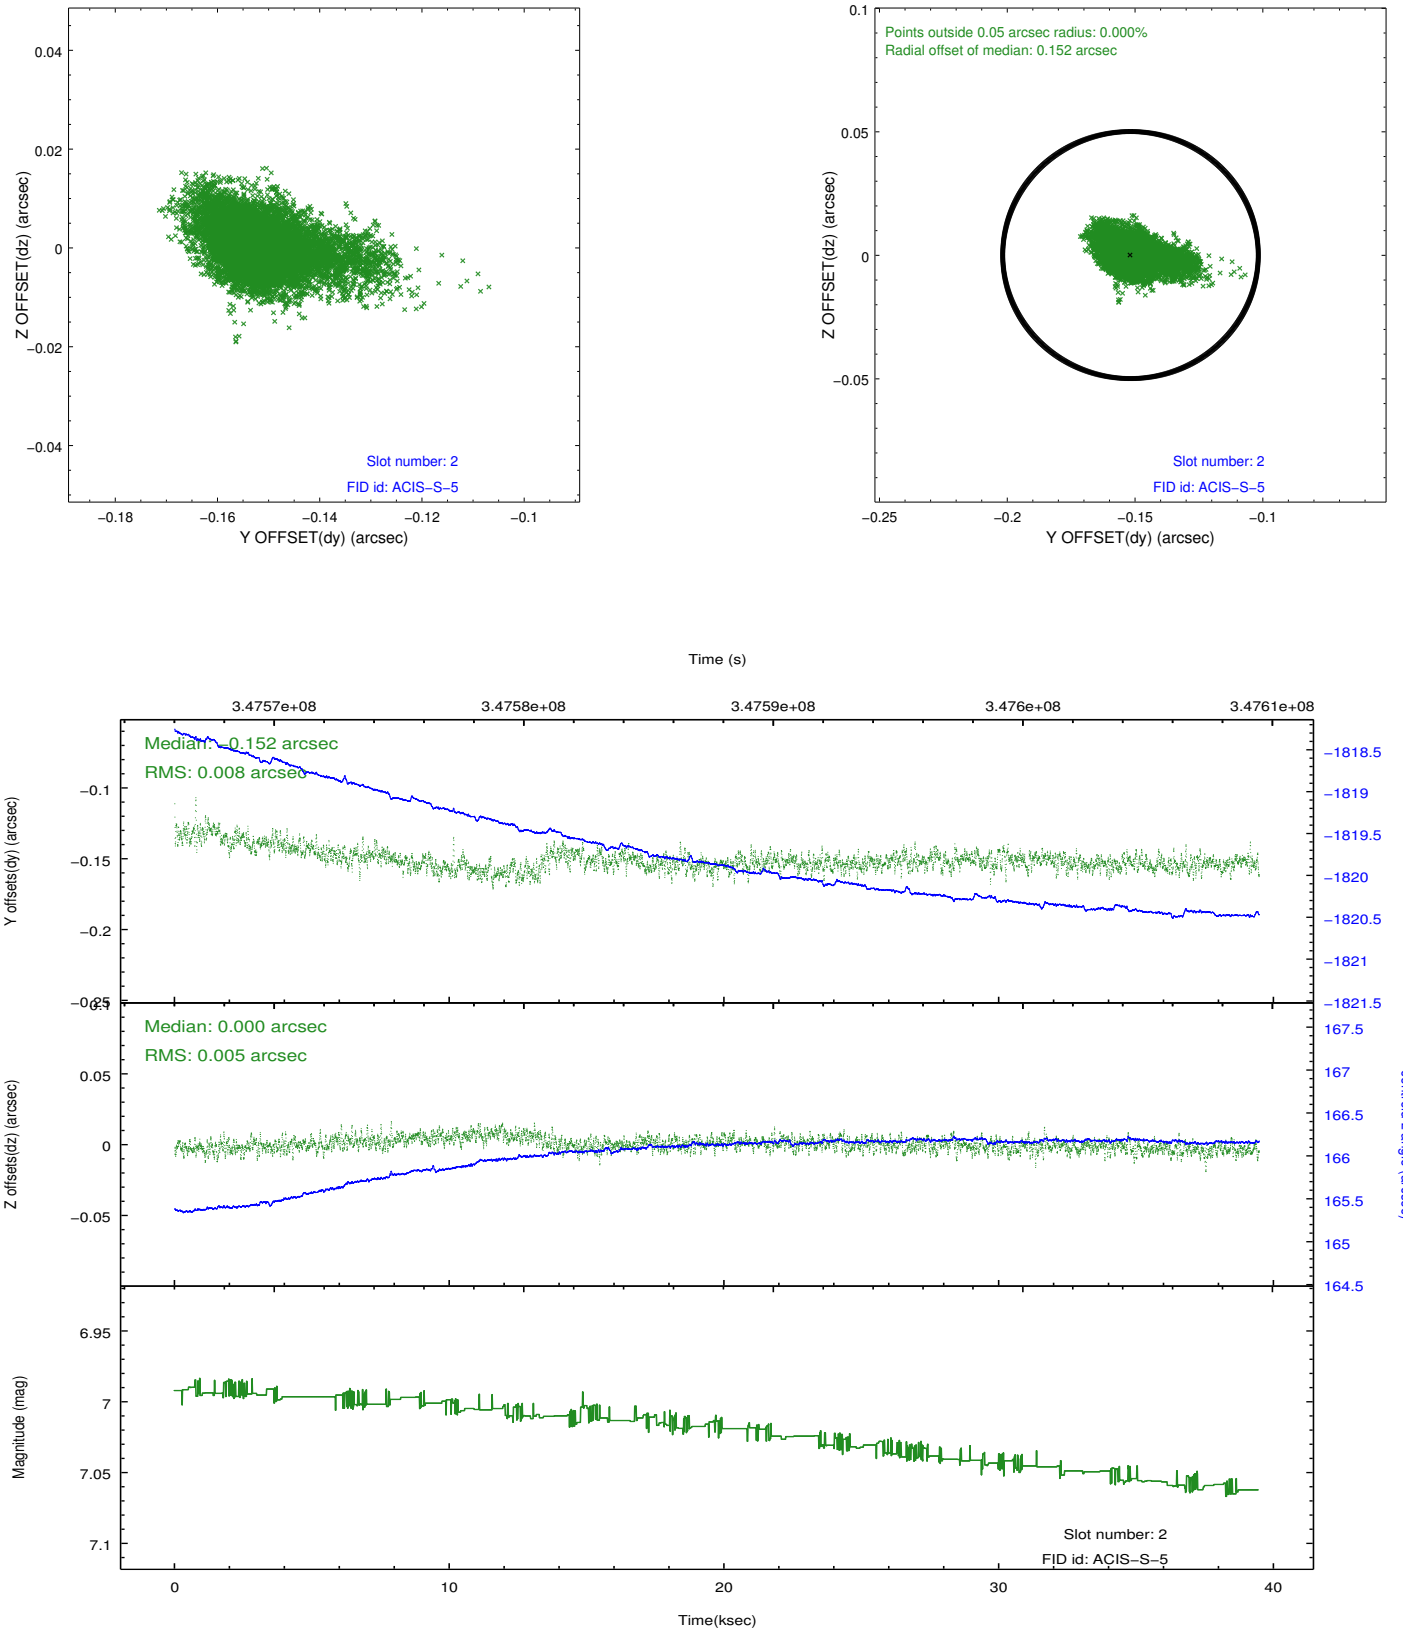 0.04
0.02
0
−0.02
−0.04
Z OFFSET(dz) (arcsec)
Slot number: 2
FID id: ACIS−S−5
−0.18
−0.16
−0.14
−0.12
−0.1
Y OFFSET(dy) (arcsec)
0.1
0.05
0
−0.05
Z OFFSET(dz) (arcsec)
Points outside 0.05 arcsec radius: 0.000%
Radial offset of median: 0.152 arcsec
Slot number: 2
FID id: ACIS−S−5
−0.25
−0.2
−0.15
−0.1
Y OFFSET(dy) (arcsec)
Time (s)
3.4757e+08
3.4758e+08
3.4759e+08
3.476e+08
3.4761e+08
Median: −0.152 arcsec
RMS: 0.008 arcsec
−0.1
−0.15
−0.2
−0.25
Y offsets(dy) (arcsec)
−1818.5
−1819
−1819.5
−1820
−1820.5
−1821
−1821.5
Median: 0.000 arcsec
RMS: 0.005 arcsec
0.1
0.05
0
−0.05
Z offsets(dz) (arcsec)
167.5
167
166.5
166
165.5
165
164.5
6.95
7
7.05
7.1
Magnitude (mag)
Slot number: 2
FID id: ACIS−S−5
0
10
20
30
40
Time(ksec)